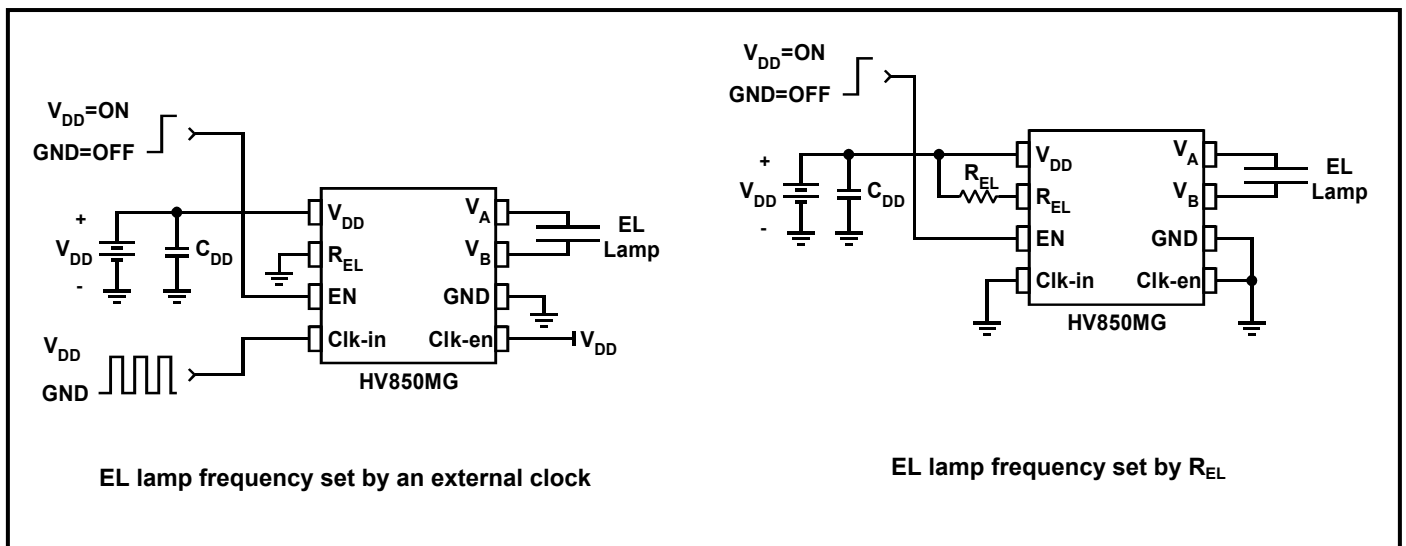 V_DD=ON
GND=OFF
+
V_DD
-
C_DD
V_DD
R_EL
EN
Clk-in
V_A
V_B
GND
Clk-en
EL
Lamp
V_DD
HV850MG
V_DD
GND
EL lamp frequency set by an external clock
V_DD=ON
GND=OFF
+
V_DD
-
C_DD
R_EL
V_DD
R_EL
EN
Clk-in
V_A
V_B
GND
Clk-en
EL
Lamp
HV850MG
EL lamp frequency set by R_EL